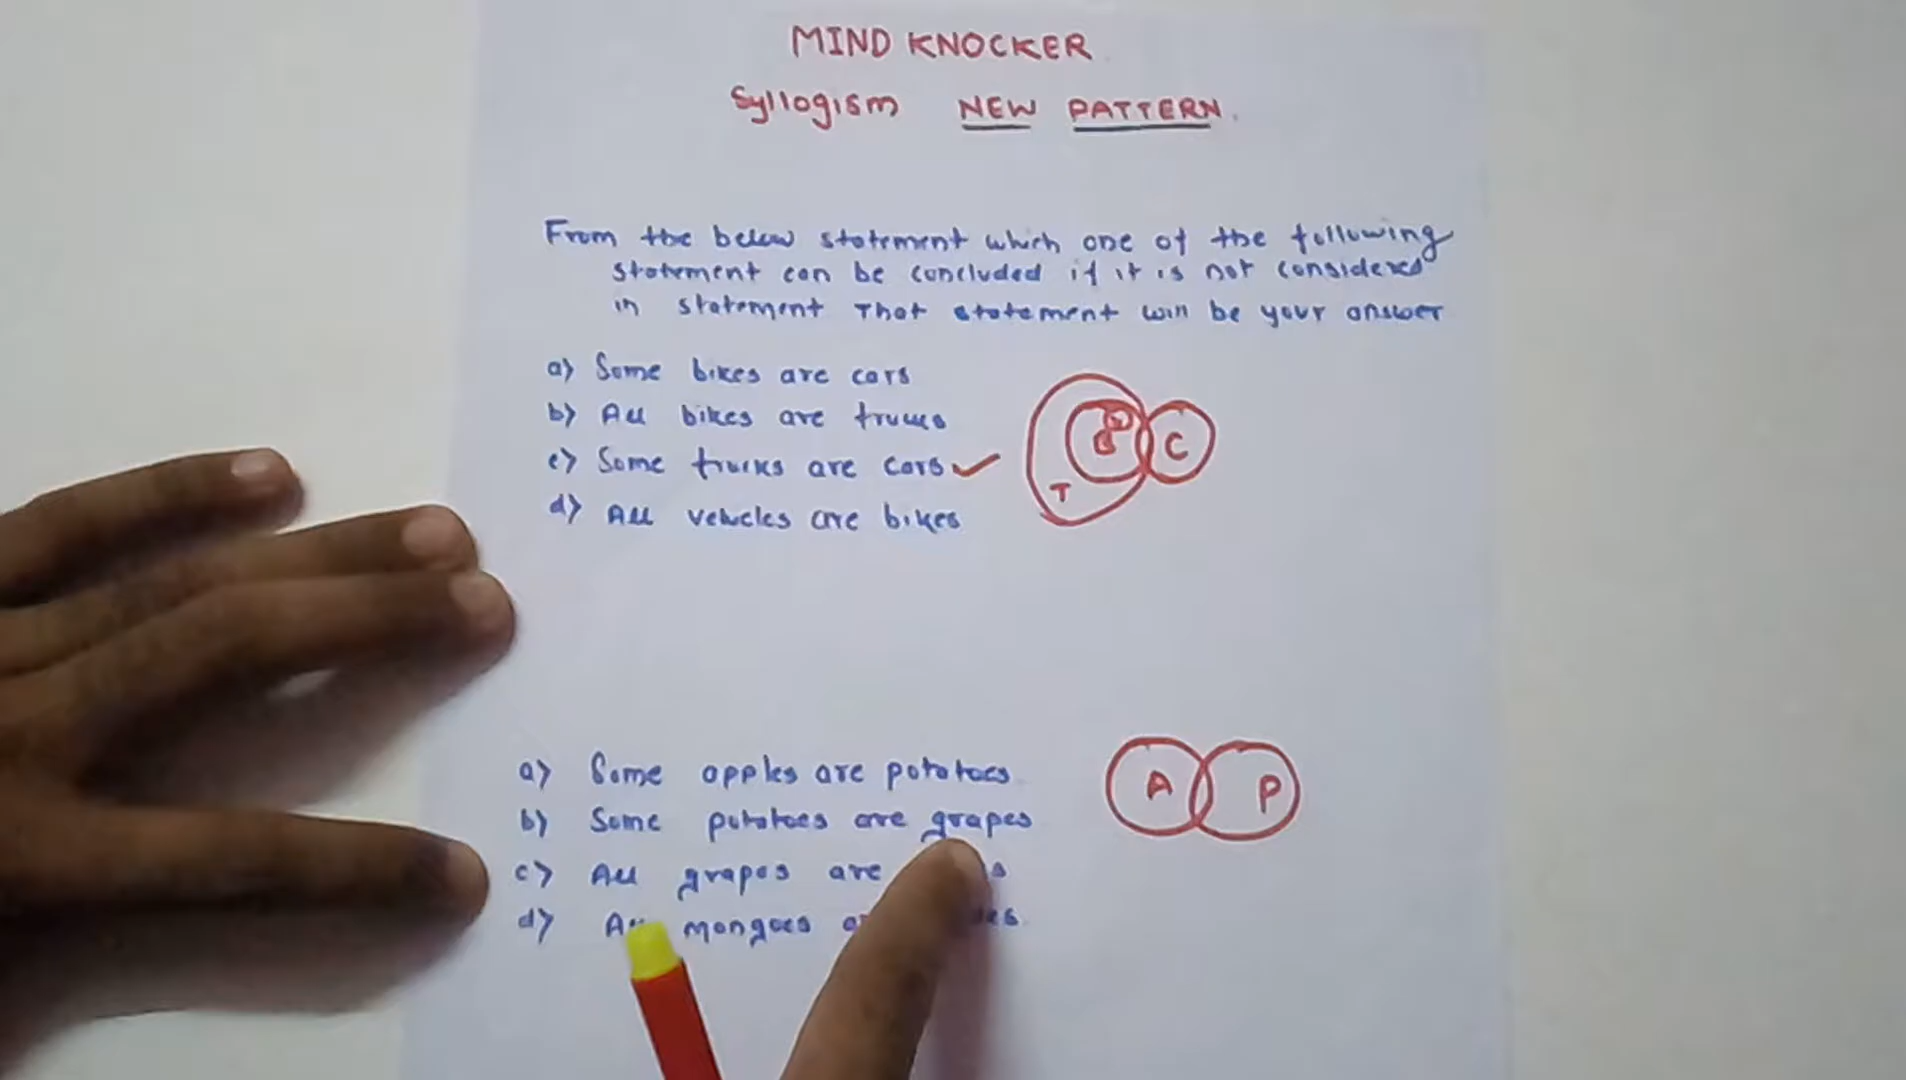 MIND KNOCKER
Syllogism NEW PATTERN.
From the below statement which one of the following
statement can be concluded if it is not considered
in statement That statement will be your answer
a) Some bikes are cars
b) All bikes are trucks
c) Some trucks are cars
d) All vehicles are bikes
T B V C
a) Some apples are potatoes
b) Some potatoes are grapes
c) All grapes are
d) All mangoes
A P